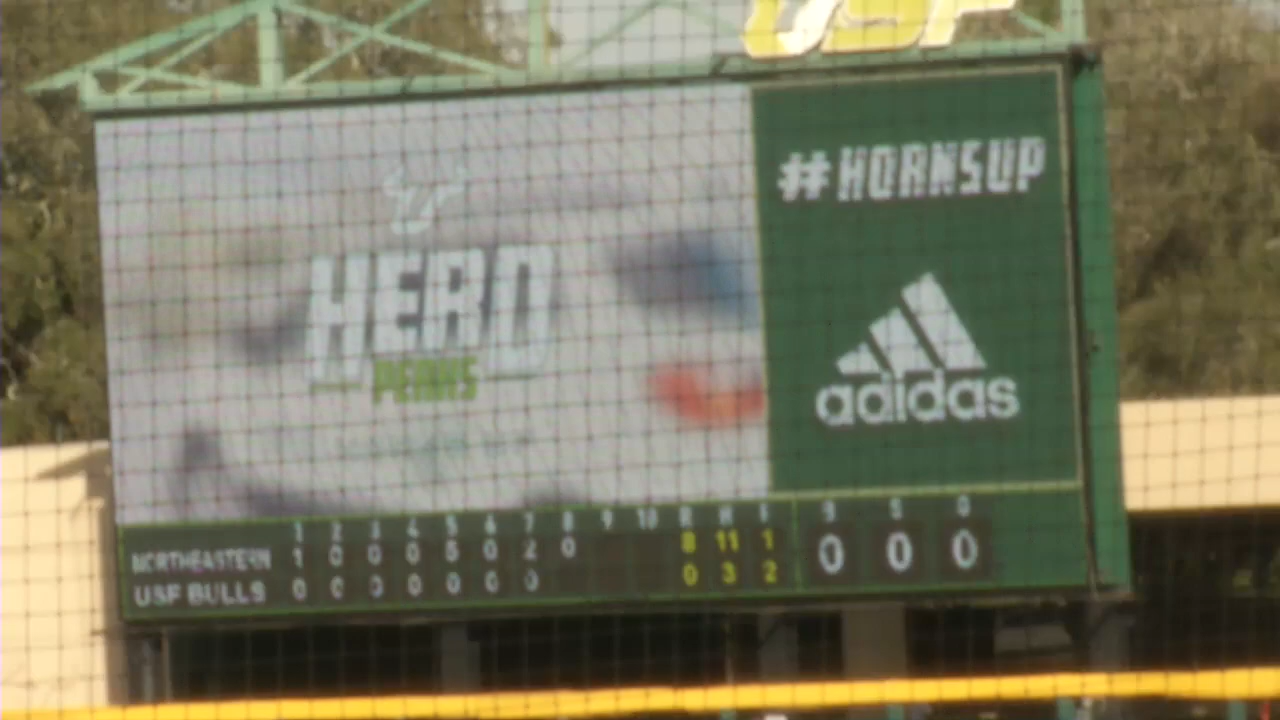 USF
#HORNSUP
HERD
PERKS
adidas
1 2 3 4 5 6 7 8 9 10 R H E B S O
NORTHEASTERN 1 0 0 0 5 0 2 0 8 11 1 0 0 0
USF BULLS 0 0 0 0 0 0 0 0 3 2